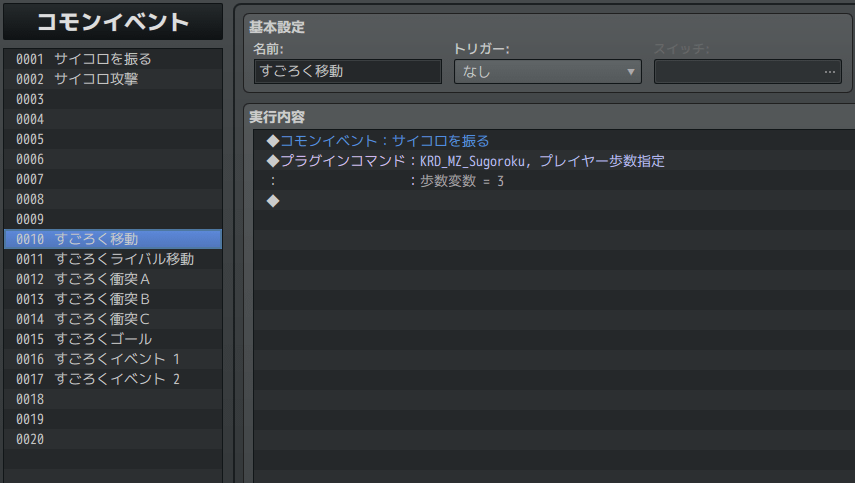 コモンイベント
0001 サイコロを振る
0002 サイコロ攻撃
0003
0004
0005
0006
0007
0008
0009
0010 すごろく移動
0011 すごろくライバル移動
0012 すごろく衝突Ａ
0013 すごろく衝突Ｂ
0014 すごろく衝突Ｃ
0015 すごろくゴール
0016 すごろくイベント 1
0017 すごろくイベント 2
0018
0019
0020
基本設定
名前: トリガー: スイッチ:
すごろく移動 なし ...
実行内容
◆コモンイベント：サイコロを振る
◆プラグインコマンド：KRD_MZ_Sugoroku, プレイヤー歩数指定
： ：歩数変数 = 3
◆